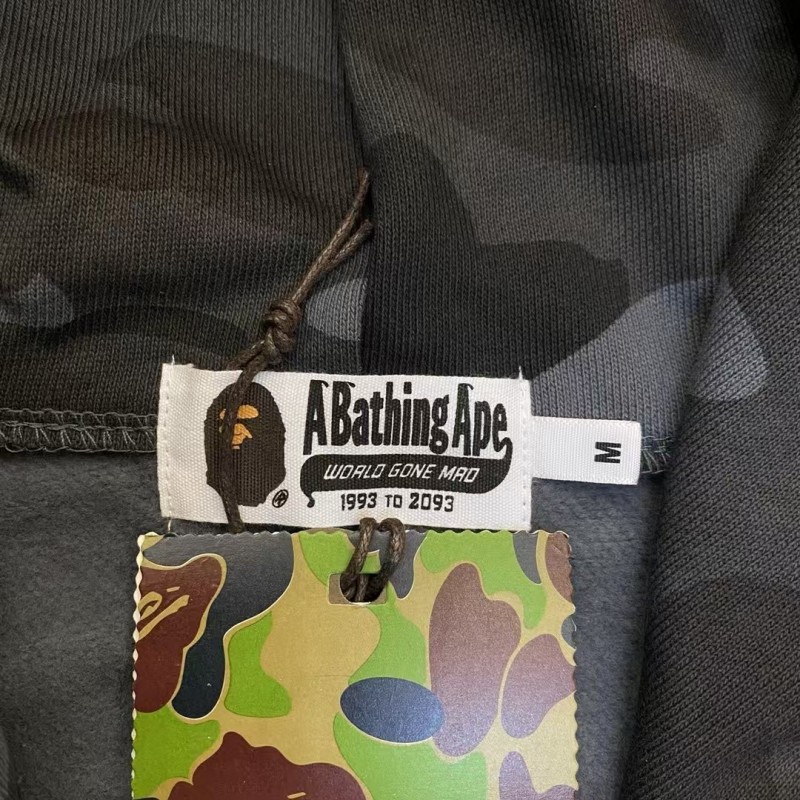 A Bathing Ape
WORLD GONE MAD
1993 TO 2093
M